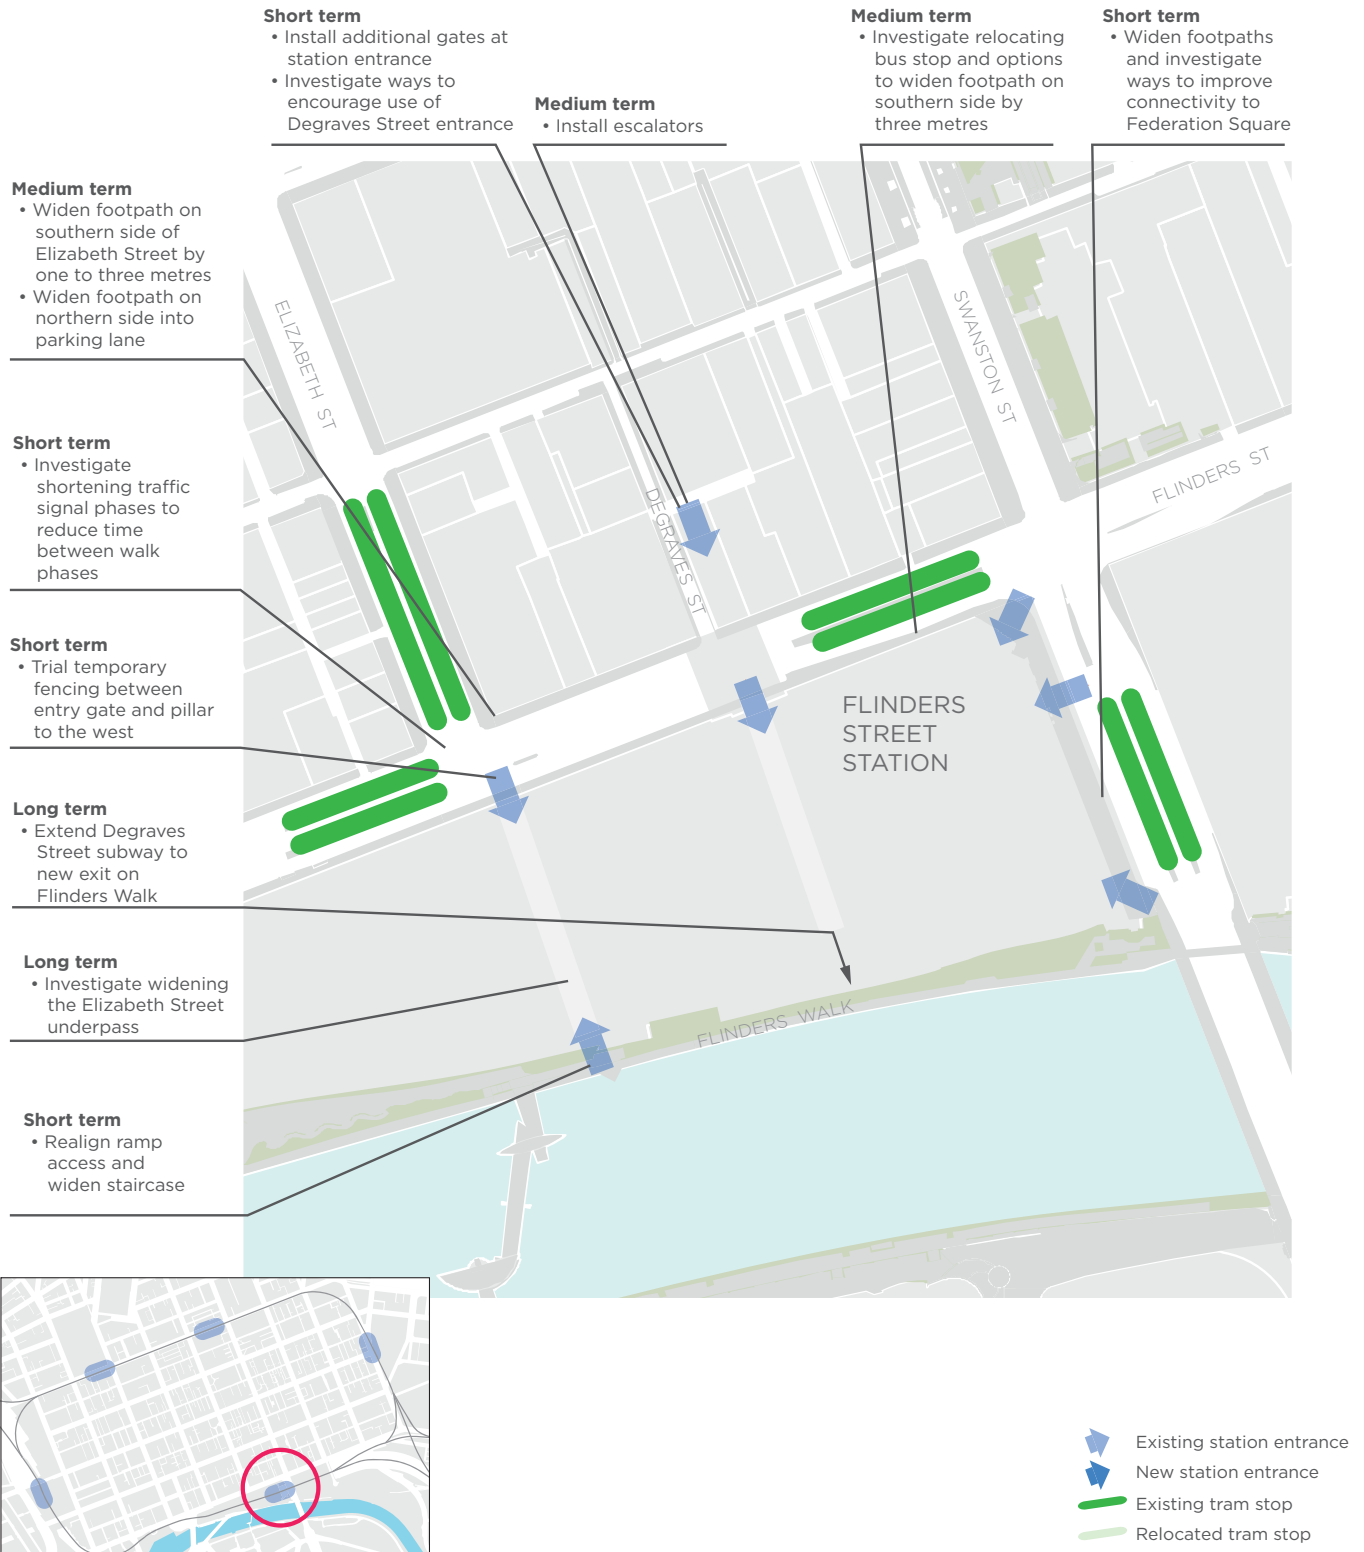 Short term
• Install additional gates at
station entrance
• Investigate ways to
encourage use of
Degraves Street entrance
Medium term
• Install escalators
Medium term
• Investigate relocating
bus stop and options
to widen footpath on
southern side by
three metres
Short term
• Widen footpaths
and investigate
ways to improve
connectivity to
Federation Square
Medium term
• Widen footpath on
southern side of
Elizabeth Street by
one to three metres
• Widen footpath on
northern side into
parking lane
Short term
• Investigate
shortening traffic
signal phases to
reduce time
between walk
phases
Short term
• Trial temporary
fencing between
entry gate and pillar
to the west
Long term
• Extend Degraves
Street subway to
new exit on
Flinders Walk
Long term
• Investigate widening
the Elizabeth Street
underpass
Short term
• Realign ramp
access and
widen staircase
ELIZABETH ST
DEGRAVES ST
SWANSTON ST
FLINDERS ST
FLINDERS
STREET
STATION
FLINDERS WALK
Existing station entrance
New station entrance
Existing tram stop
Relocated tram stop